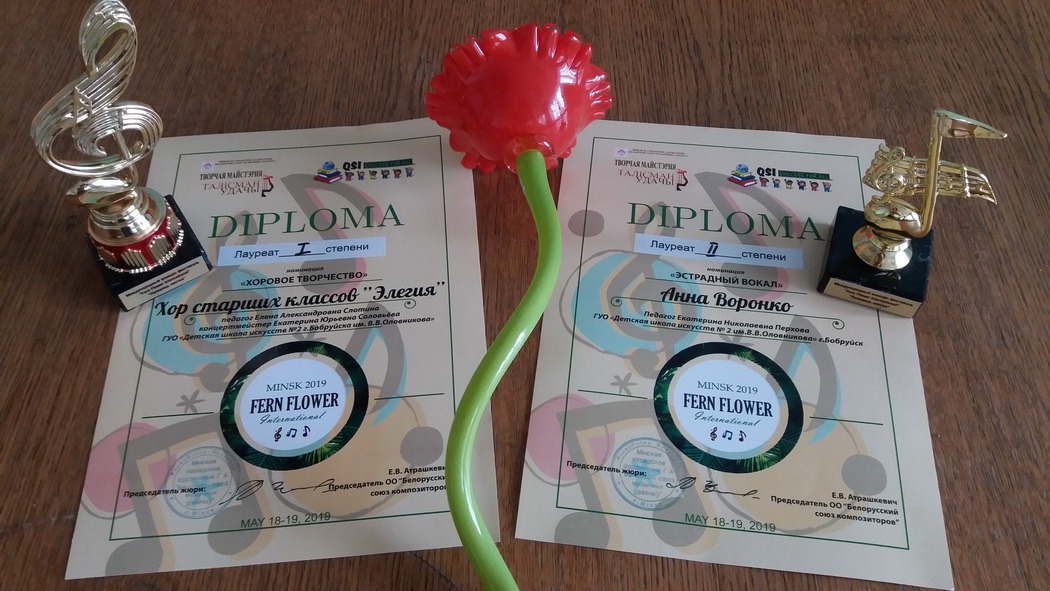 ТВОРЧАЯ МАЙСТЭРНЯ
ТАЛІСМАН
УДАЧЫ
QSI
DIPLOMA
Лауреат I степени
номинация
«ХОРОВОЕ ТВОРЧЕСТВО»
Хор старших классов "Элегия"
педагог Елена Александровна Слотина
концертмейстер Екатерина Юрьевна Соловьёва
ГУО «Детская школа искусств №2 г.Бобруйска им. В.В.Оловникова»
MINSK 2019
FERN FLOWER
International
Председатель жюри:
Е.В. Атрашкевич
Председатель ОО "Белорусский
союз композиторов
MAY 18-19, 2019
ТВОРЧАЯ МАЙСТЭРНЯ
ТАЛІСМАН
УДАЧЫ
QSI
DIPLOMA
Лауреат II степени
номинация
«ЭСТРАДНЫЙ ВОКАЛ»
Анна Воронко
Педагог Екатерина Николаевна Перхова
ГУО «Детская школа искусств № 2 им.В.В.Оловникова» г.Бобруйск
MINSK 2019
FERN FLOWER
International
Председатель жюри:
Е.В. Атрашкевич
Председатель ОО "Белорусский
союз композиторов"
MAY 18-19, 2019